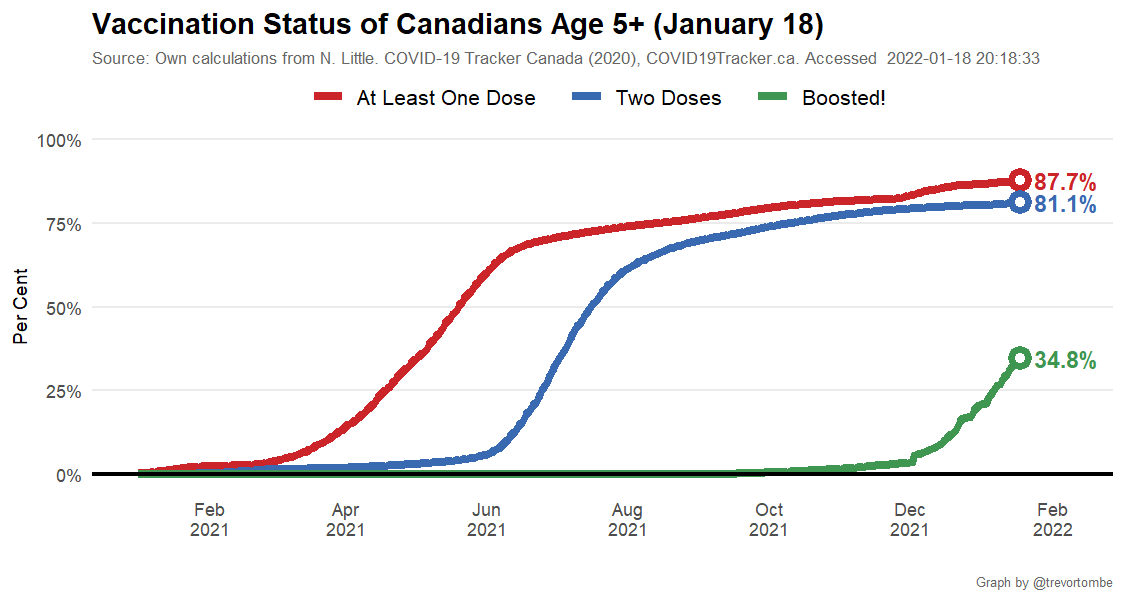 Vaccination Status of Canadians Age 5+ (January 18)
Source: Own calculations from N. Little. COVID-19 Tracker Canada (2020), COVID19Tracker.ca. Accessed  2022-01-18 20:18:33
At Least One Dose Two Doses Boosted!
100%
87.7%
81.1%
75%
Per Cent
50%
34.8%
25%
0%
Feb Apr Jun Aug Oct Dec Feb
2021 2021 2021 2021 2021 2021 2022
Graph by @trevortombe